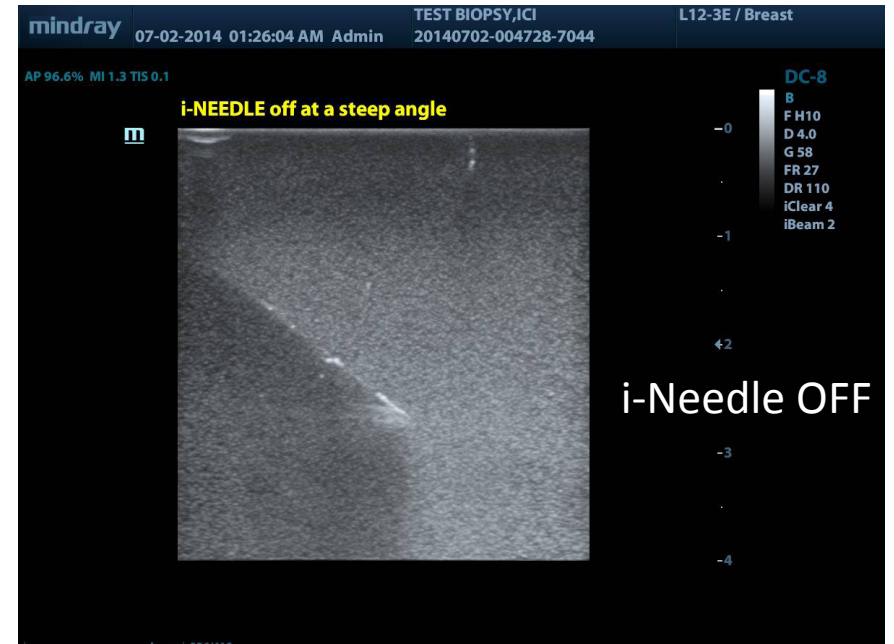 mindray 07-02-2014 01:26:04 AM Admin
TEST BIOPSY,ICI
20140702-004728-7044
L12-3E / Breast
AP 96.6% MI 1.3 TIS 0.1
DC-8
i-NEEDLE off at a steep angle
m
B
F H10
D 4.0
G 58
FR 27
DR 110
iClear 4
iBeam 2
-0
-1
2
i-Needle OFF
-3
-4